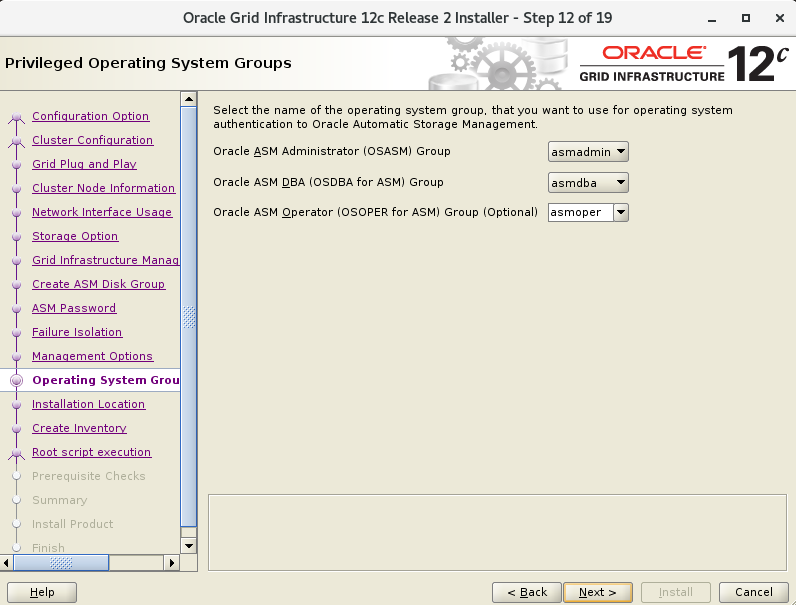 Oracle Grid Infrastructure 12c Release 2 Installer - Step 12 of 19
Privileged Operating System Groups
ORACLE
GRID INFRASTRUCTURE
12c
Configuration Option
Cluster Configuration
Grid Plug and Play
Cluster Node Information
Network Interface Usage
Storage Option
Grid Infrastructure Manag
Create ASM Disk Group
ASM Password
Failure Isolation
Management Options
Operating System Grou
Installation Location
Create Inventory
Root script execution
Prerequisite Checks
Summary
Install Product
Finish
Select the name of the operating system group, that you want to use for operating system
authentication to Oracle Automatic Storage Management.
Oracle ASM Administrator (OSASM) Group asmadmin
Oracle ASM DBA (OSDBA for ASM) Group asmdba
Oracle ASM Operator (OSOPER for ASM) Group (Optional) asmoper
Help < Back Next > Install Cancel